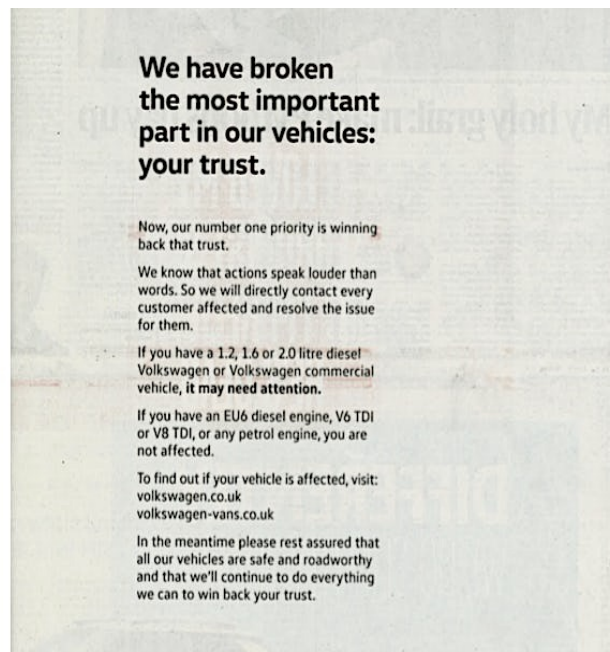 We have broken
the most important
part in our vehicles:
your trust.
Now, our number one priority is winning
back that trust.
We know that actions speak louder than
words. So we will directly contact every
customer affected and resolve the issue
for them.
If you have a 1.2, 1.6 or 2.0 litre diesel
Volkswagen or Volkswagen commercial
vehicle, it may need attention.
If you have an EU6 diesel engine, V6 TDI
or V8 TDI, or any petrol engine, you are
not affected.
To find out if your vehicle is affected, visit:
volkswagen.co.uk
volkswagen-vans.co.uk
In the meantime please rest assured that
all our vehicles are safe and roadworthy
and that we'll continue to do everything
we can to win back your trust.